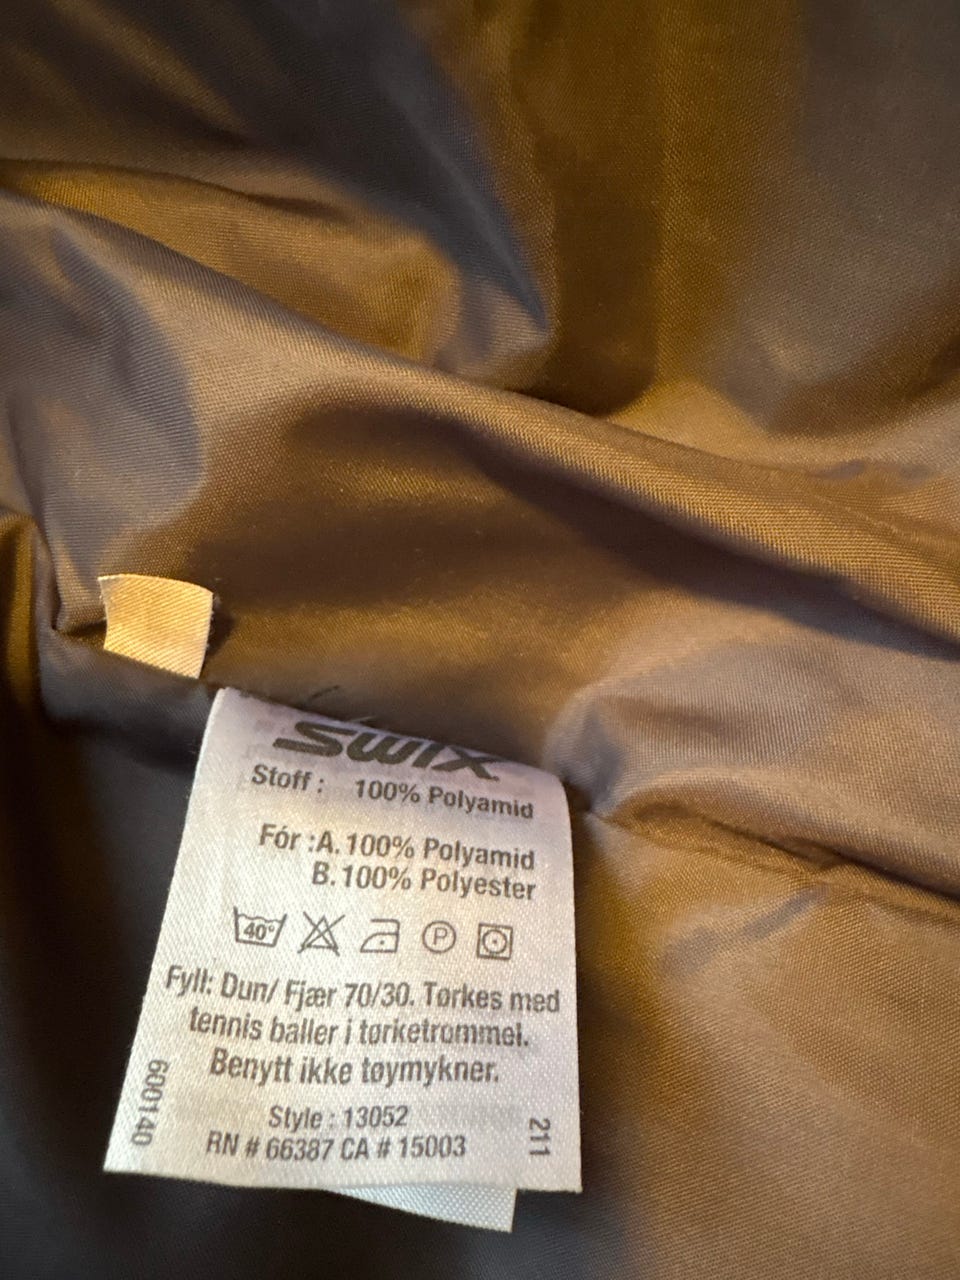 Swix
Stoff : 100% Polyamid
Fór :A. 100% Polyamid
B. 100% Polyester
40° P
Fyll: Dun/ Fjær 70/30. Tørkes med
tennis baller i tørketrommel.
Benytt ikke tøymykner.
Style : 13052
RN # 66387 CA # 15003
600140
211